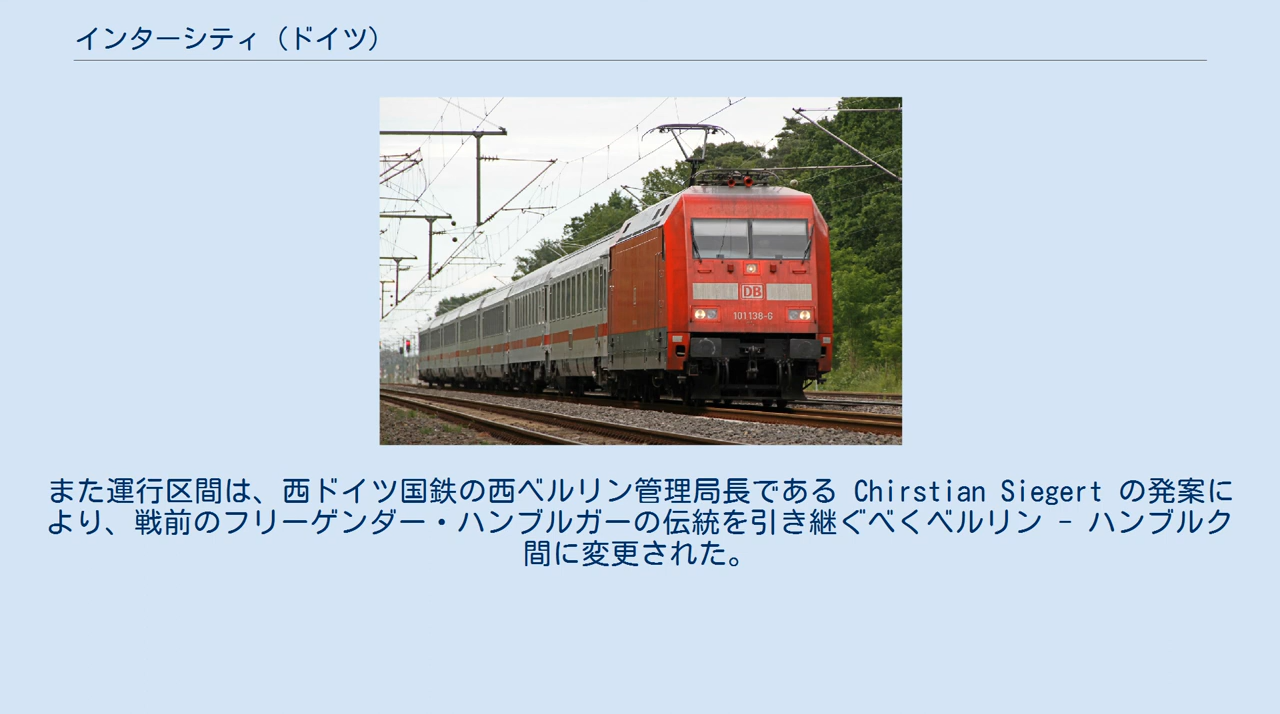 インターシティ（ドイツ）
DB
101 138-6
また運行区間は、西ドイツ国鉄の西ベルリン管理局長である Chirstian Siegert の発案に
より、戦前のフリーゲンダー・ハンブルガーの伝統を引き継ぐべくベルリン - ハンブルク
間に変更された。